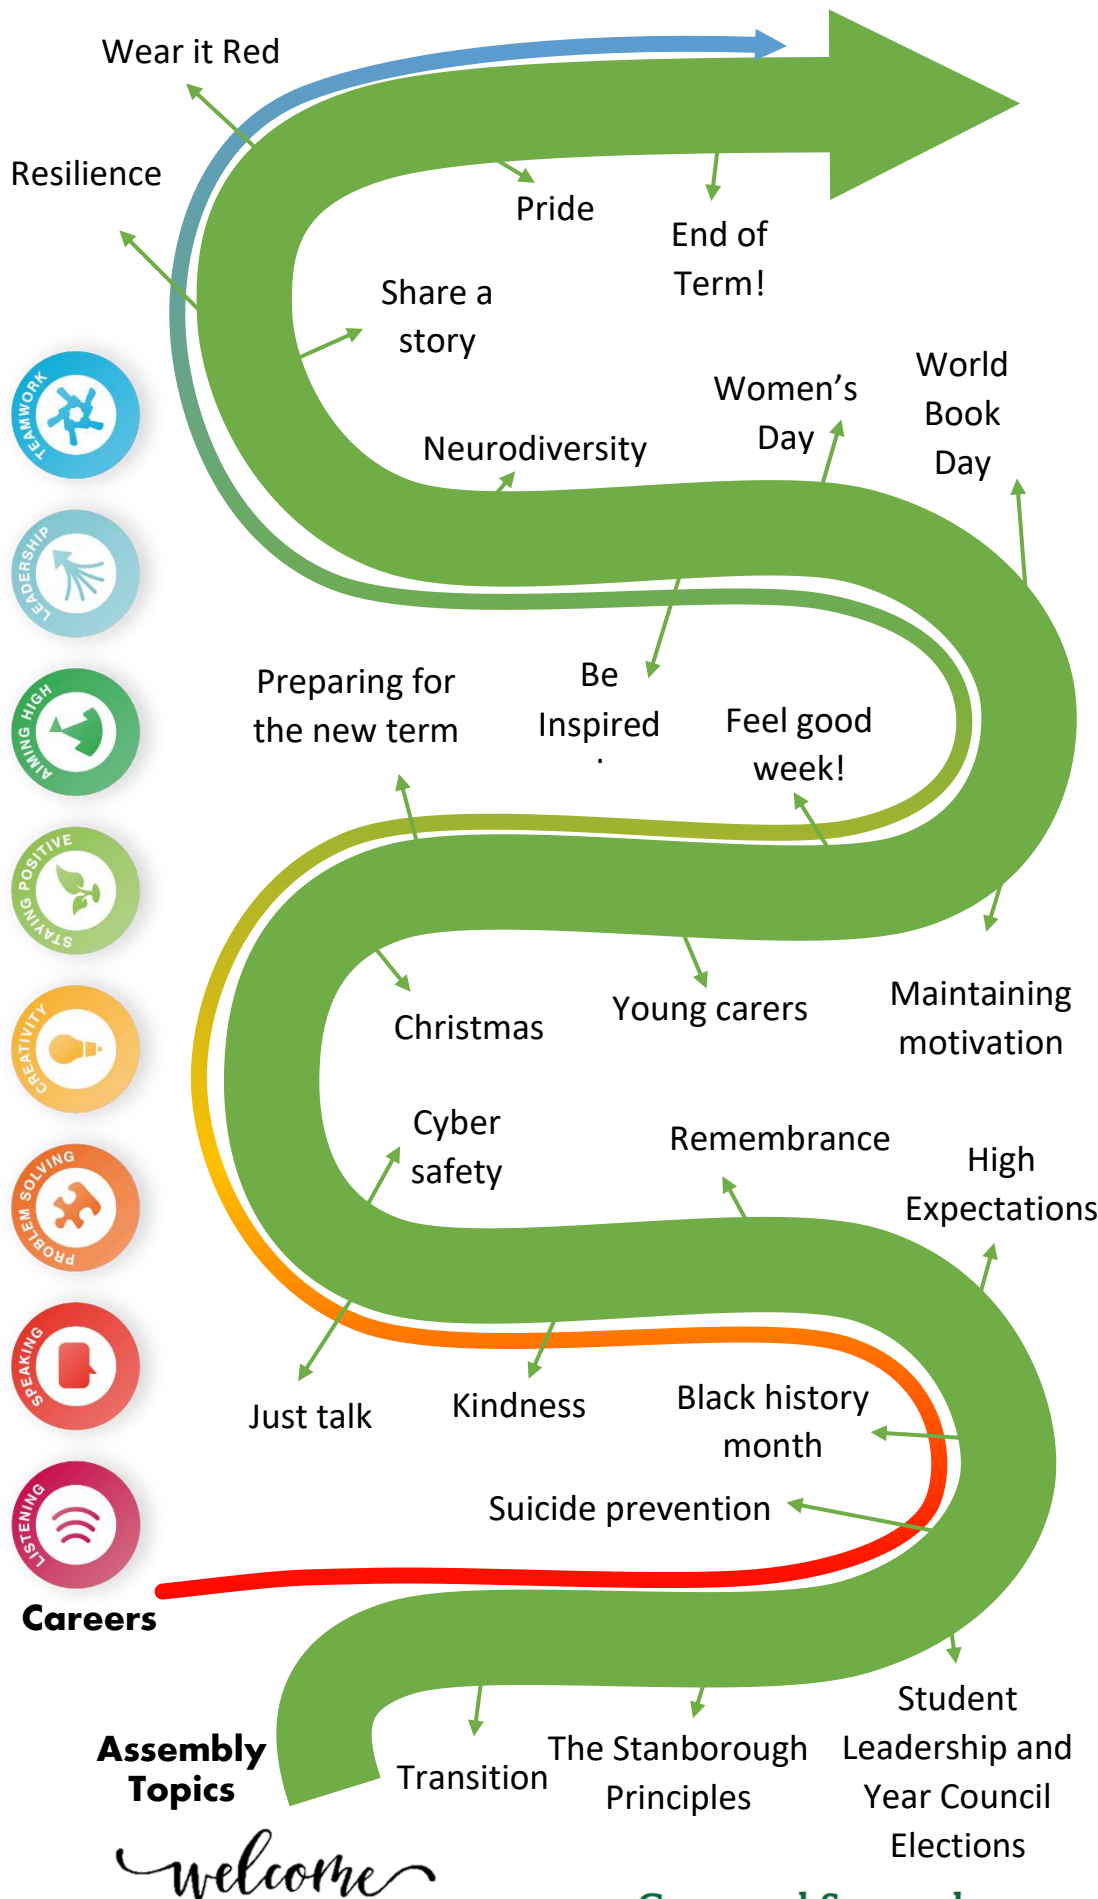 Wear it Red
Resilience
Pride
End of
Term!
Share a
story
World
Book
Day
Women’s
Day
Neurodiversity
TEAMWORK
LEADERSHIP
AIMING HIGH
STAYING POSITIVE
CREATIVITY
PROBLEM SOLVING
SPEAKING
LISTENING
Preparing for
the new term
Be
Inspired
Feel good
week!
Christmas
Young carers
Maintaining
motivation
Cyber
safety
Remembrance
High
Expectations
Just talk
Kindness
Black history
month
Suicide prevention
Careers
Assembly
Topics
Transition
The Stanborough
Principles
Student
Leadership and
Year Council
Elections
welcome